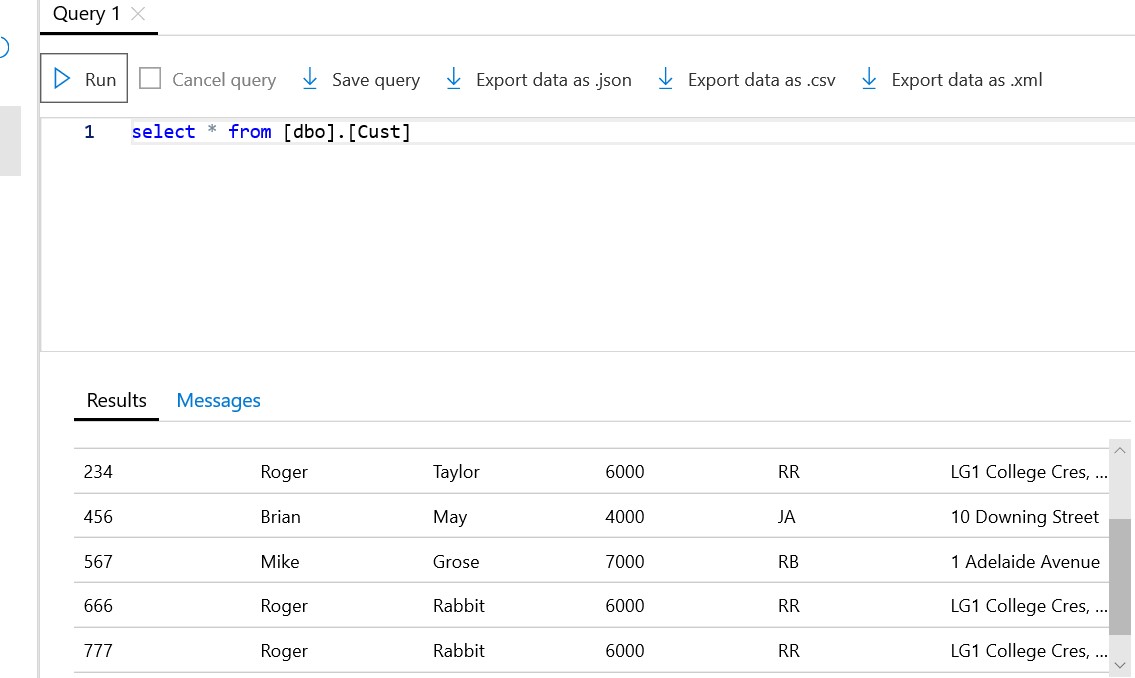 Query 1
Run Cancel query Save query Export data as .json Export data as .csv Export data as .xml
1 select * from [dbo].[Cust]
Results Messages
234 Roger Taylor 6000 RR LG1 College Cres, ...
456 Brian May 4000 JA 10 Downing Street
567 Mike Grose 7000 RB 1 Adelaide Avenue
666 Roger Rabbit 6000 RR LG1 College Cres, ...
777 Roger Rabbit 6000 RR LG1 College Cres, ...